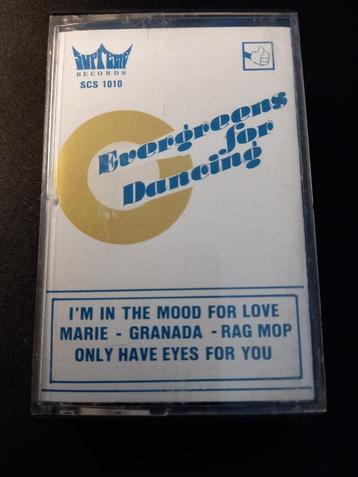 RECORDS
SCS 1010
Evergreens
for
Dancing
I'M IN THE MOOD FOR LOVE
MARIE - GRANADA - RAG MOP
ONLY HAVE EYES FOR YOU